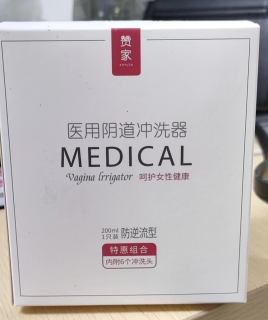 赞
家
医用阴道冲洗器
MEDICAL
Vagina lrrigator 呵护女性健康
200ml
1只装 防逆流型
特惠组合
内附6个冲洗头